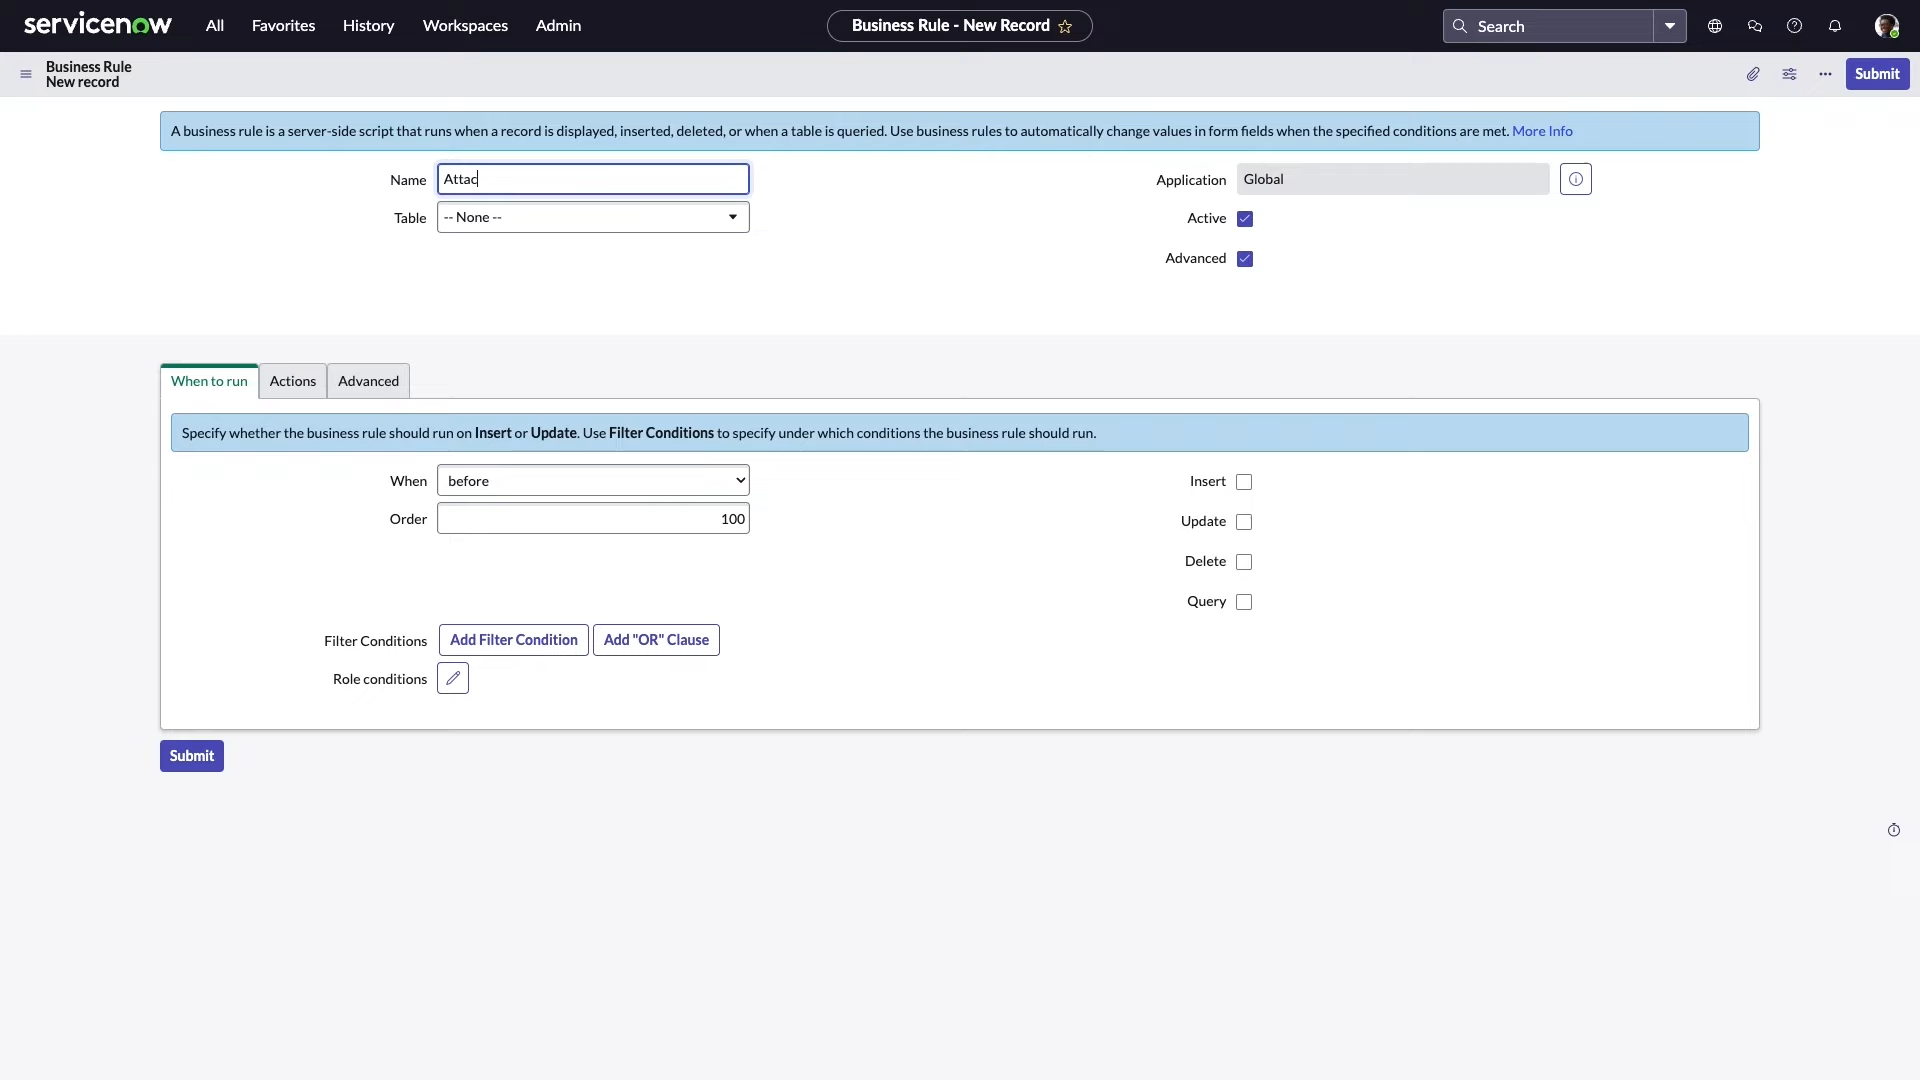 servicenow All Favorites History Workspaces Admin Business Rule - New Record Search
Business Rule
New record
Submit
A business rule is a server-side script that runs when a record is displayed, inserted, deleted, or when a table is queried. Use business rules to automatically change values in form fields when the specified conditions are met. More Info
Name Attac Application Global
Table -- None -- Active
Advanced
When to run Actions Advanced
Specify whether the business rule should run on Insert or Update. Use Filter Conditions to specify under which conditions the business rule should run.
When before Insert
Order 100 Update
Delete
Query
Filter Conditions Add Filter Condition Add "OR" Clause
Role conditions
Submit